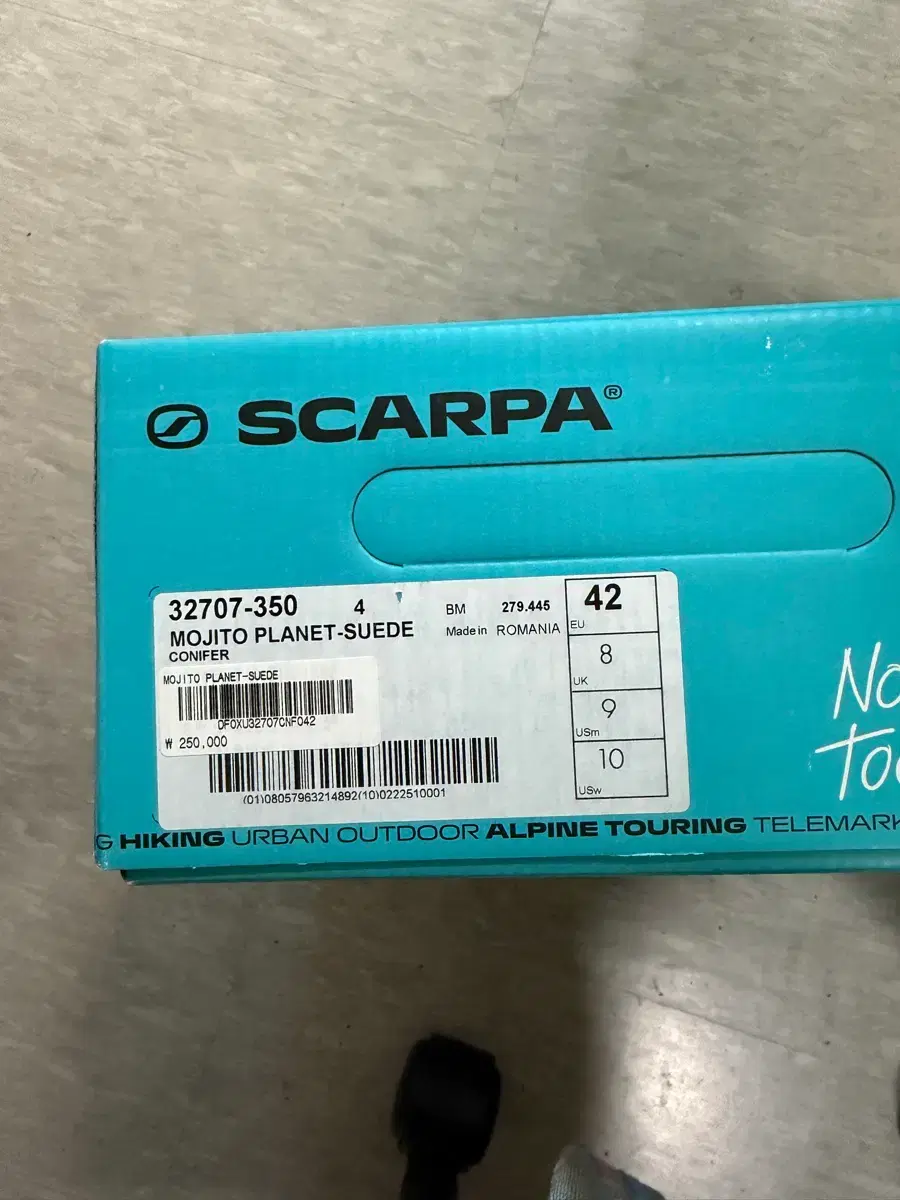 SCARPA®
32707-350 4 BM 279.445
MOJITO PLANET-SUEDE Made in ROMANIA
CONIFER
42
EU
8
UK
9
USm
10
USw
MOJITO PLANET-SUEDE
DF0XU32707CNF042
₩ 250,000
(01)08057963214892(10)0222510001
HIKING URBAN OUTDOOR ALPINE TOURING TELEMARK